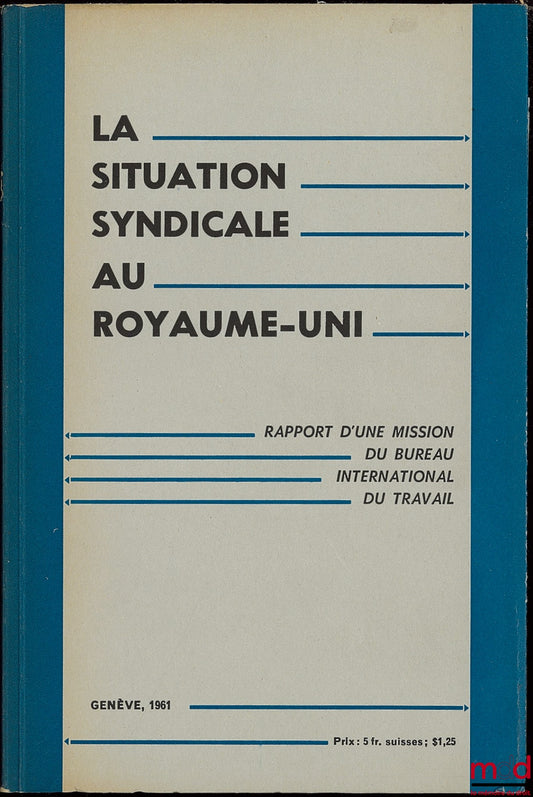 LA
SITUATION
SYNDICALE
AU
ROYAUME-UNI
RAPPORT D'UNE MISSION
DU BUREAU
INTERNATIONAL
DU TRAVAIL
GENÈVE, 1961
Prix : 5 fr. suisses ; $1,25
m d